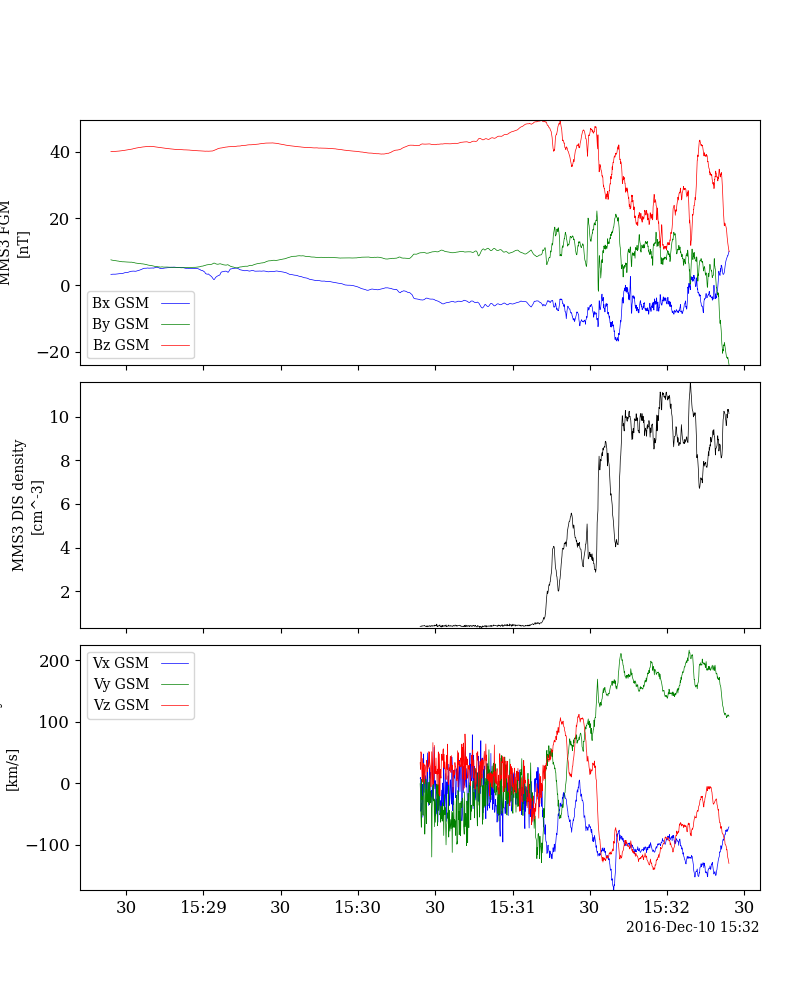 MMS3 FGM
[nT]
40
20
0
−20
Bx GSM
By GSM
Bz GSM
MMS3 DIS density
[cm^-3]
10
8
6
4
2
[km/s]
200
100
0
−100
Vx GSM
Vy GSM
Vz GSM
30 15:29 30 15:30 30 15:31 30 15:32 30
2016-Dec-10 15:32